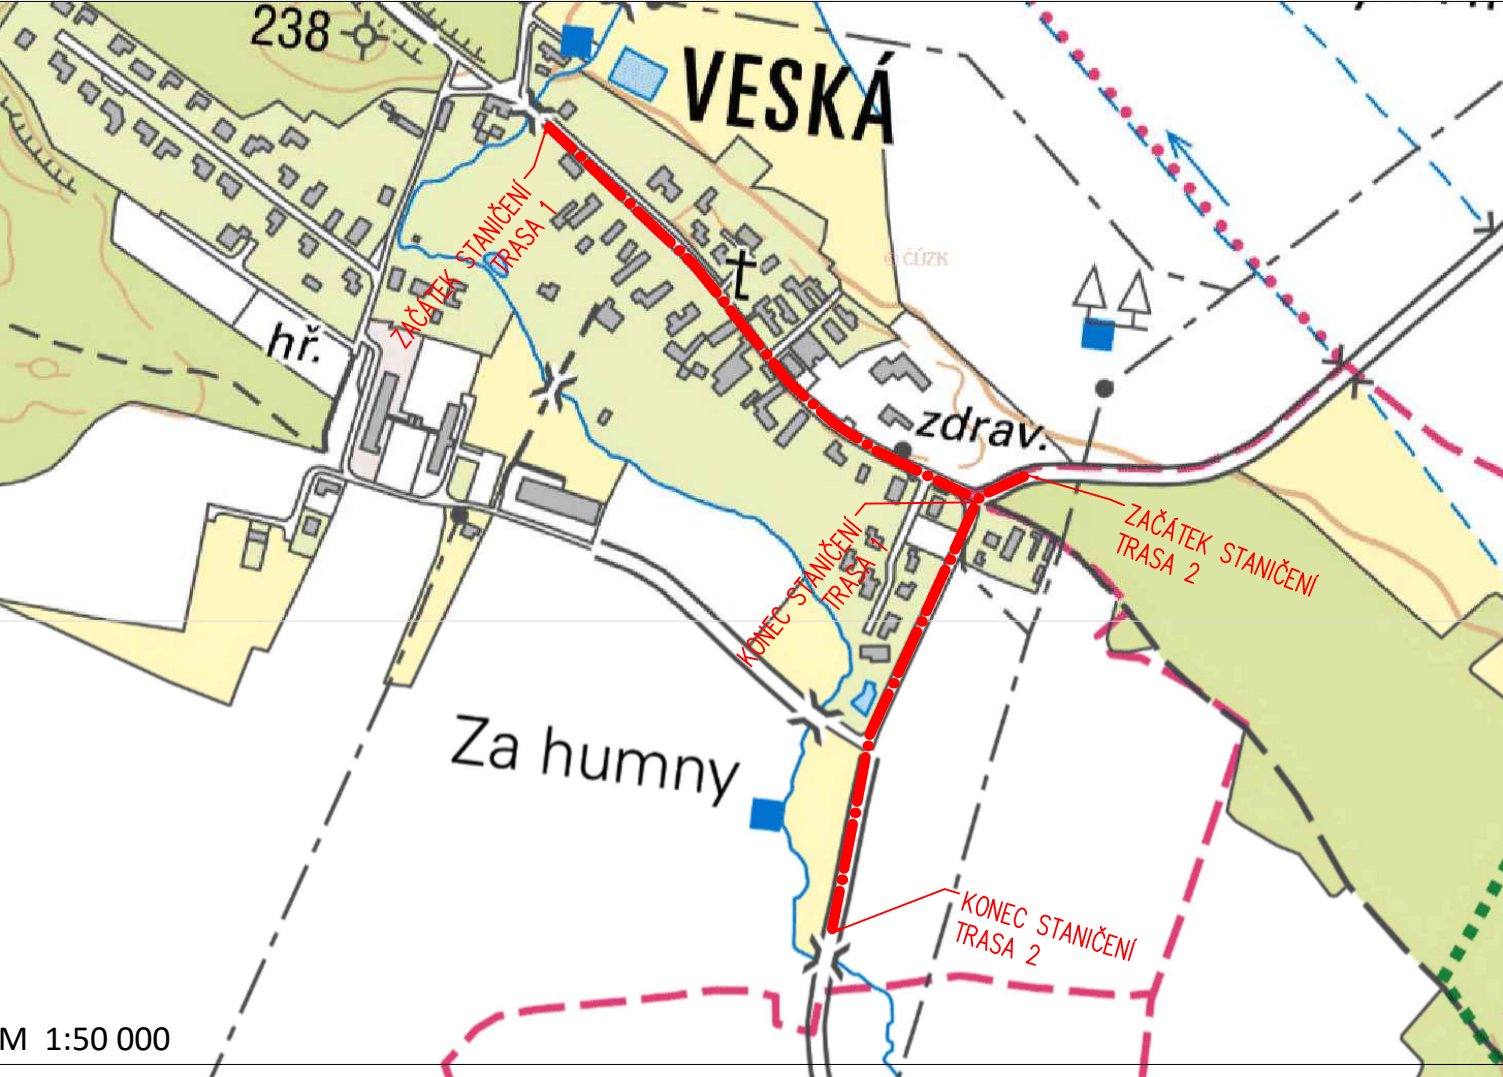 238
VESKÁ
ZAČÁTEK STANIČENÍ
TRASA 1
© ČÚZK
hř.
zdrav.
ZAČÁTEK STANIČENÍ
TRASA 2
KONEC STANIČENÍ
TRASA 1
Za humny
KONEC STANIČENÍ
TRASA 2
M 1:50 000